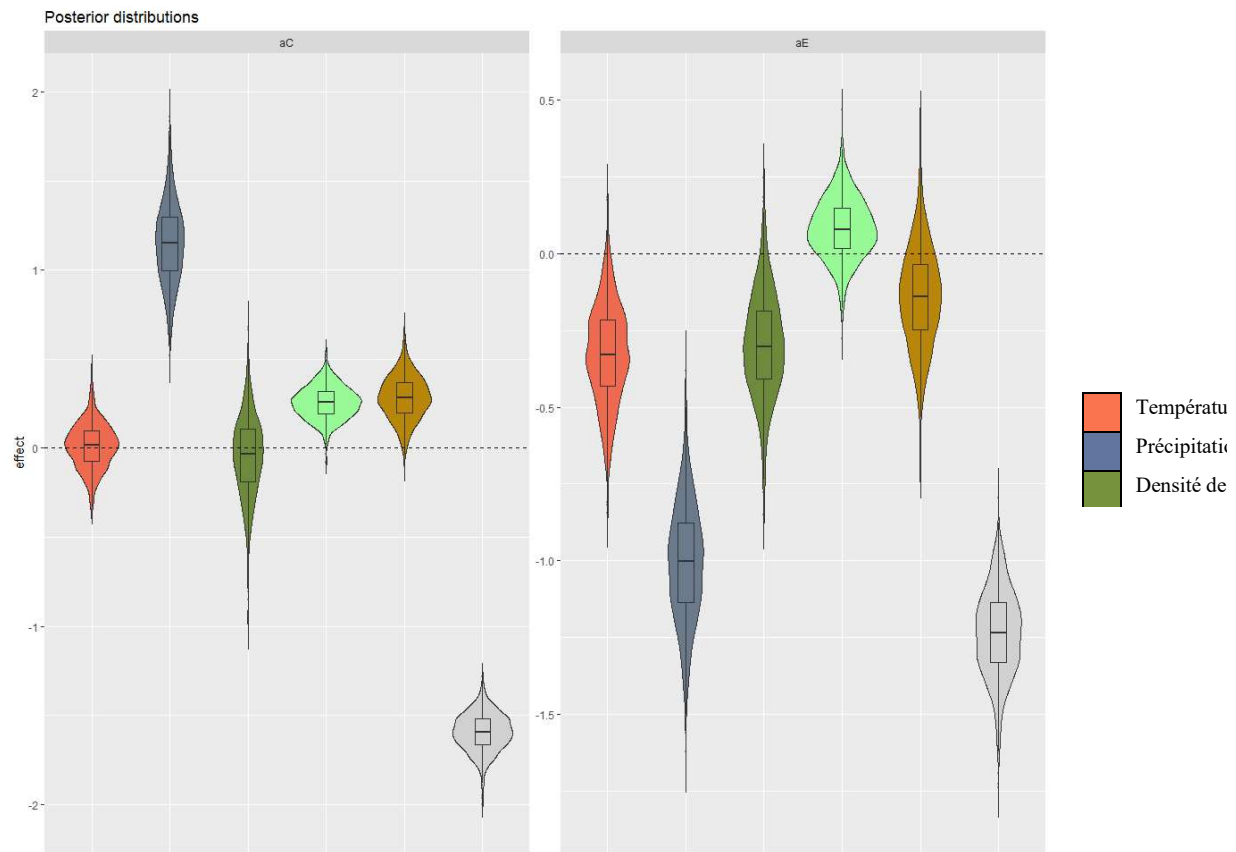 Posterior distributions
aC
aE
effect
2
1
0
-1
-2
0.5
0.0
-0.5
-1.0
-1.5
Températu
Précipitati
Densité de